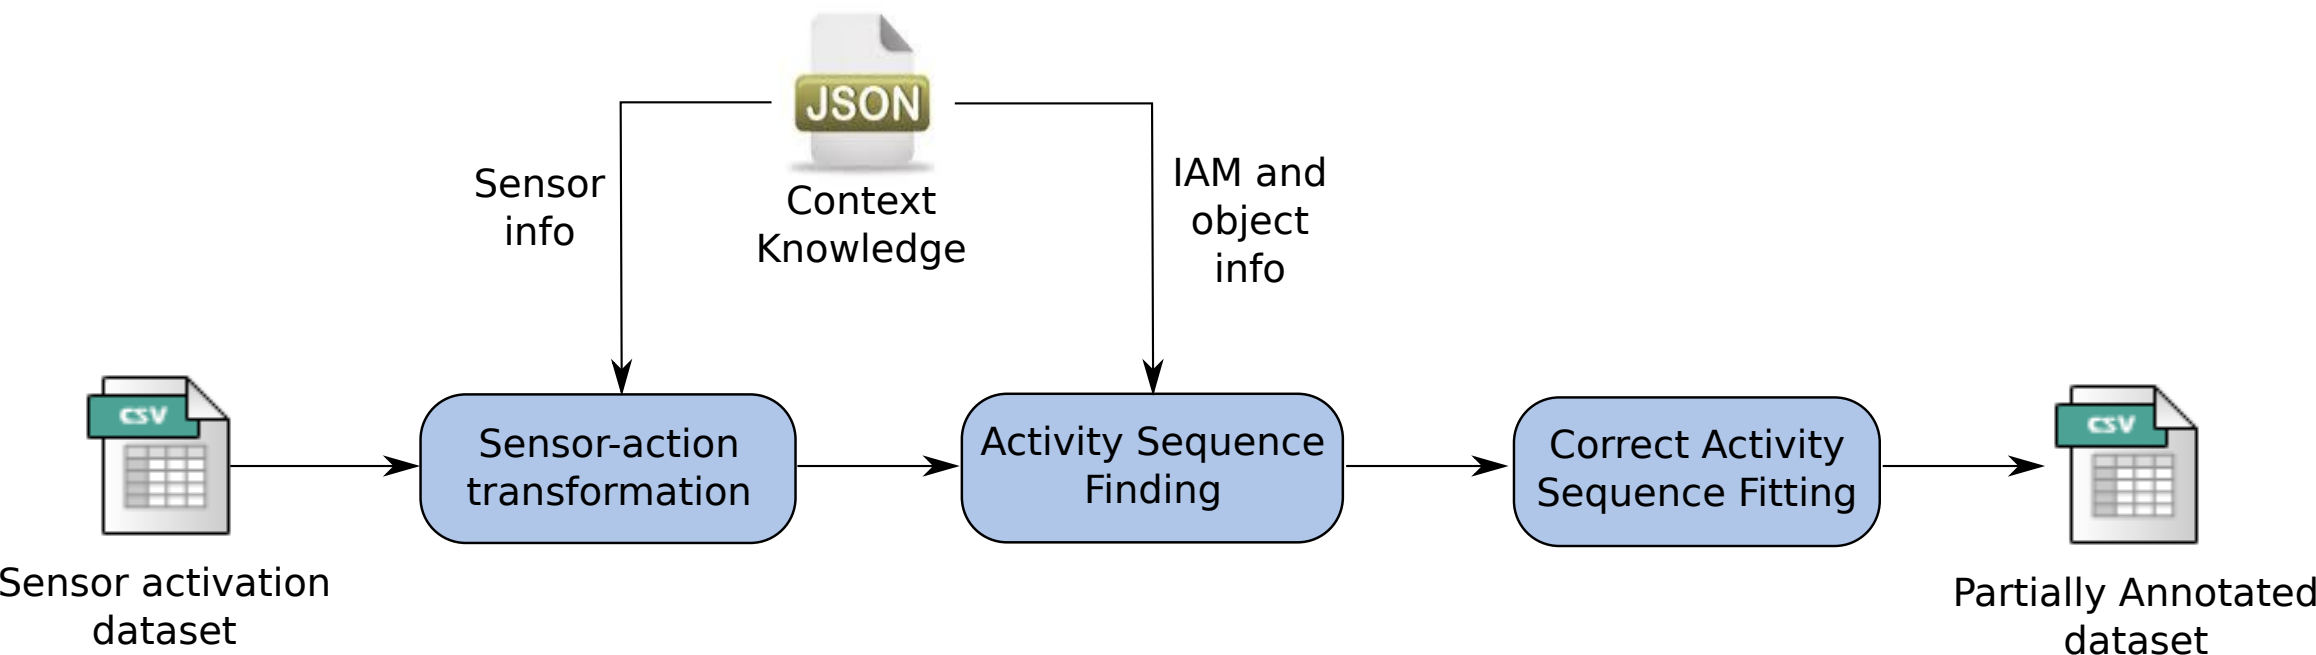 JSON
Context
Knowledge
Sensor
info
IAM and
object
info
csv
Sensor activation
dataset
Sensor-action
transformation
Activity Sequence
Finding
Correct Activity
Sequence Fitting
csv
Partially Annotated
dataset